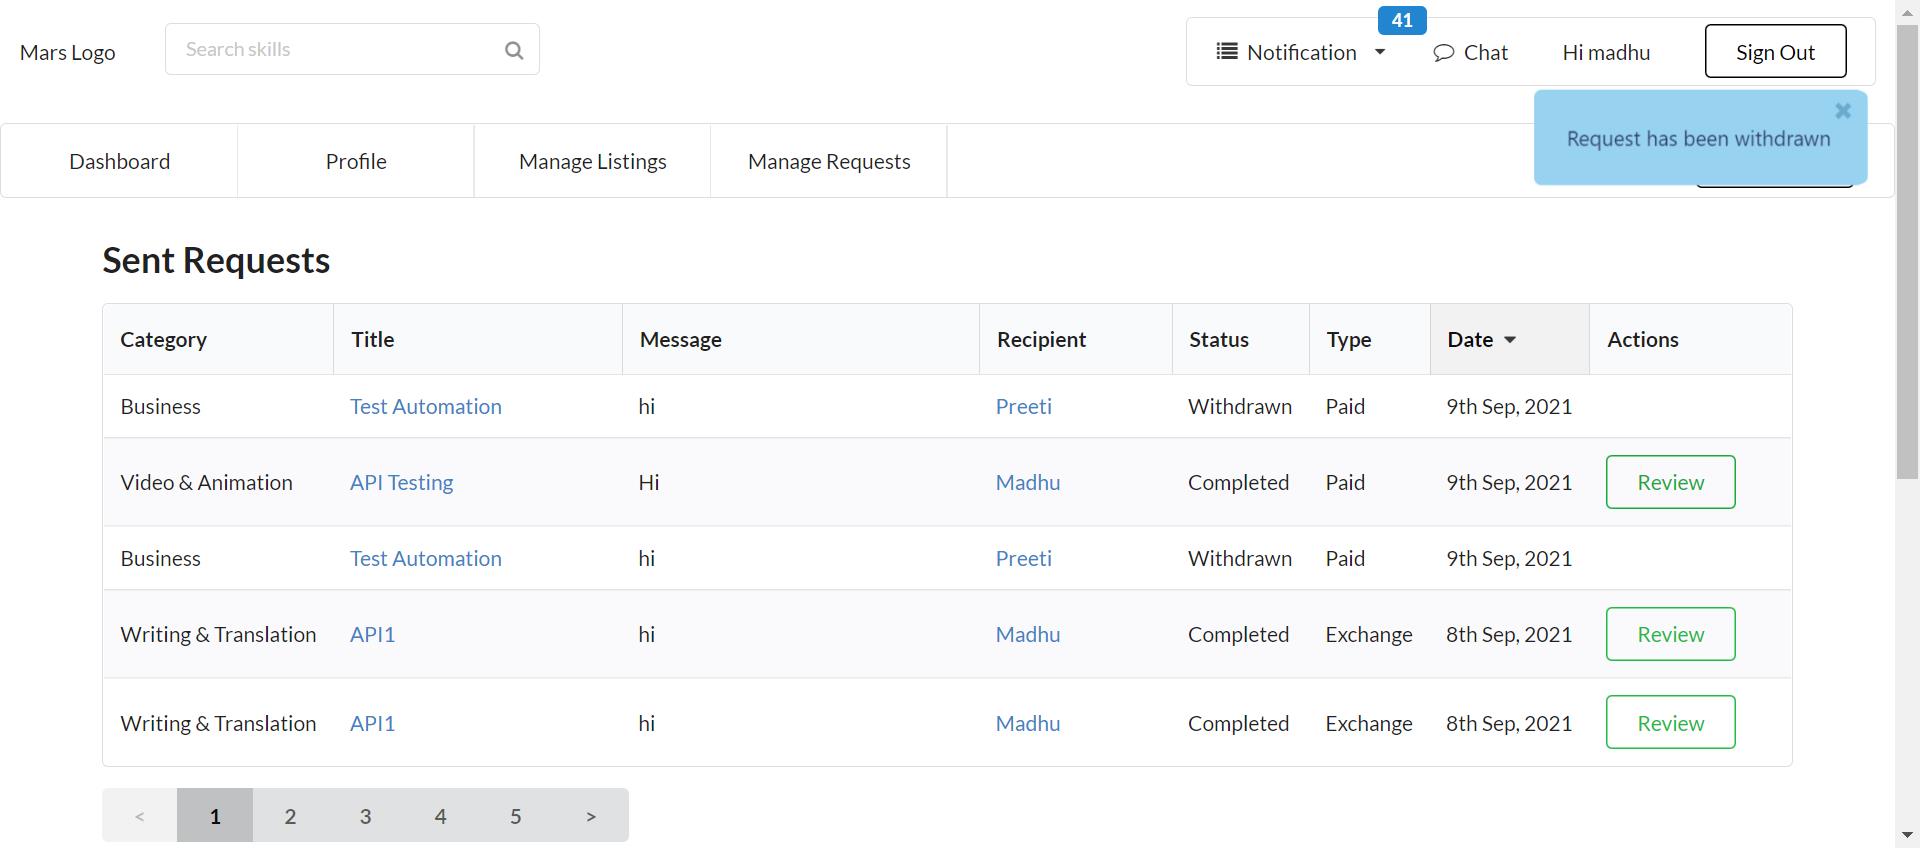 41
Mars Logo Search skills Notification Chat Hi madhu Sign Out
Request has been withdrawn
Dashboard Profile Manage Listings Manage Requests
Sent Requests
Category Title Message Recipient Status Type Date Actions
Business Test Automation hi Preeti Withdrawn Paid 9th Sep, 2021
Video & Animation API Testing Hi Madhu Completed Paid 9th Sep, 2021 Review
Business Test Automation hi Preeti Withdrawn Paid 9th Sep, 2021
Writing & Translation API1 hi Madhu Completed Exchange 8th Sep, 2021 Review
Writing & Translation API1 hi Madhu Completed Exchange 8th Sep, 2021 Review
< 1 2 3 4 5 >